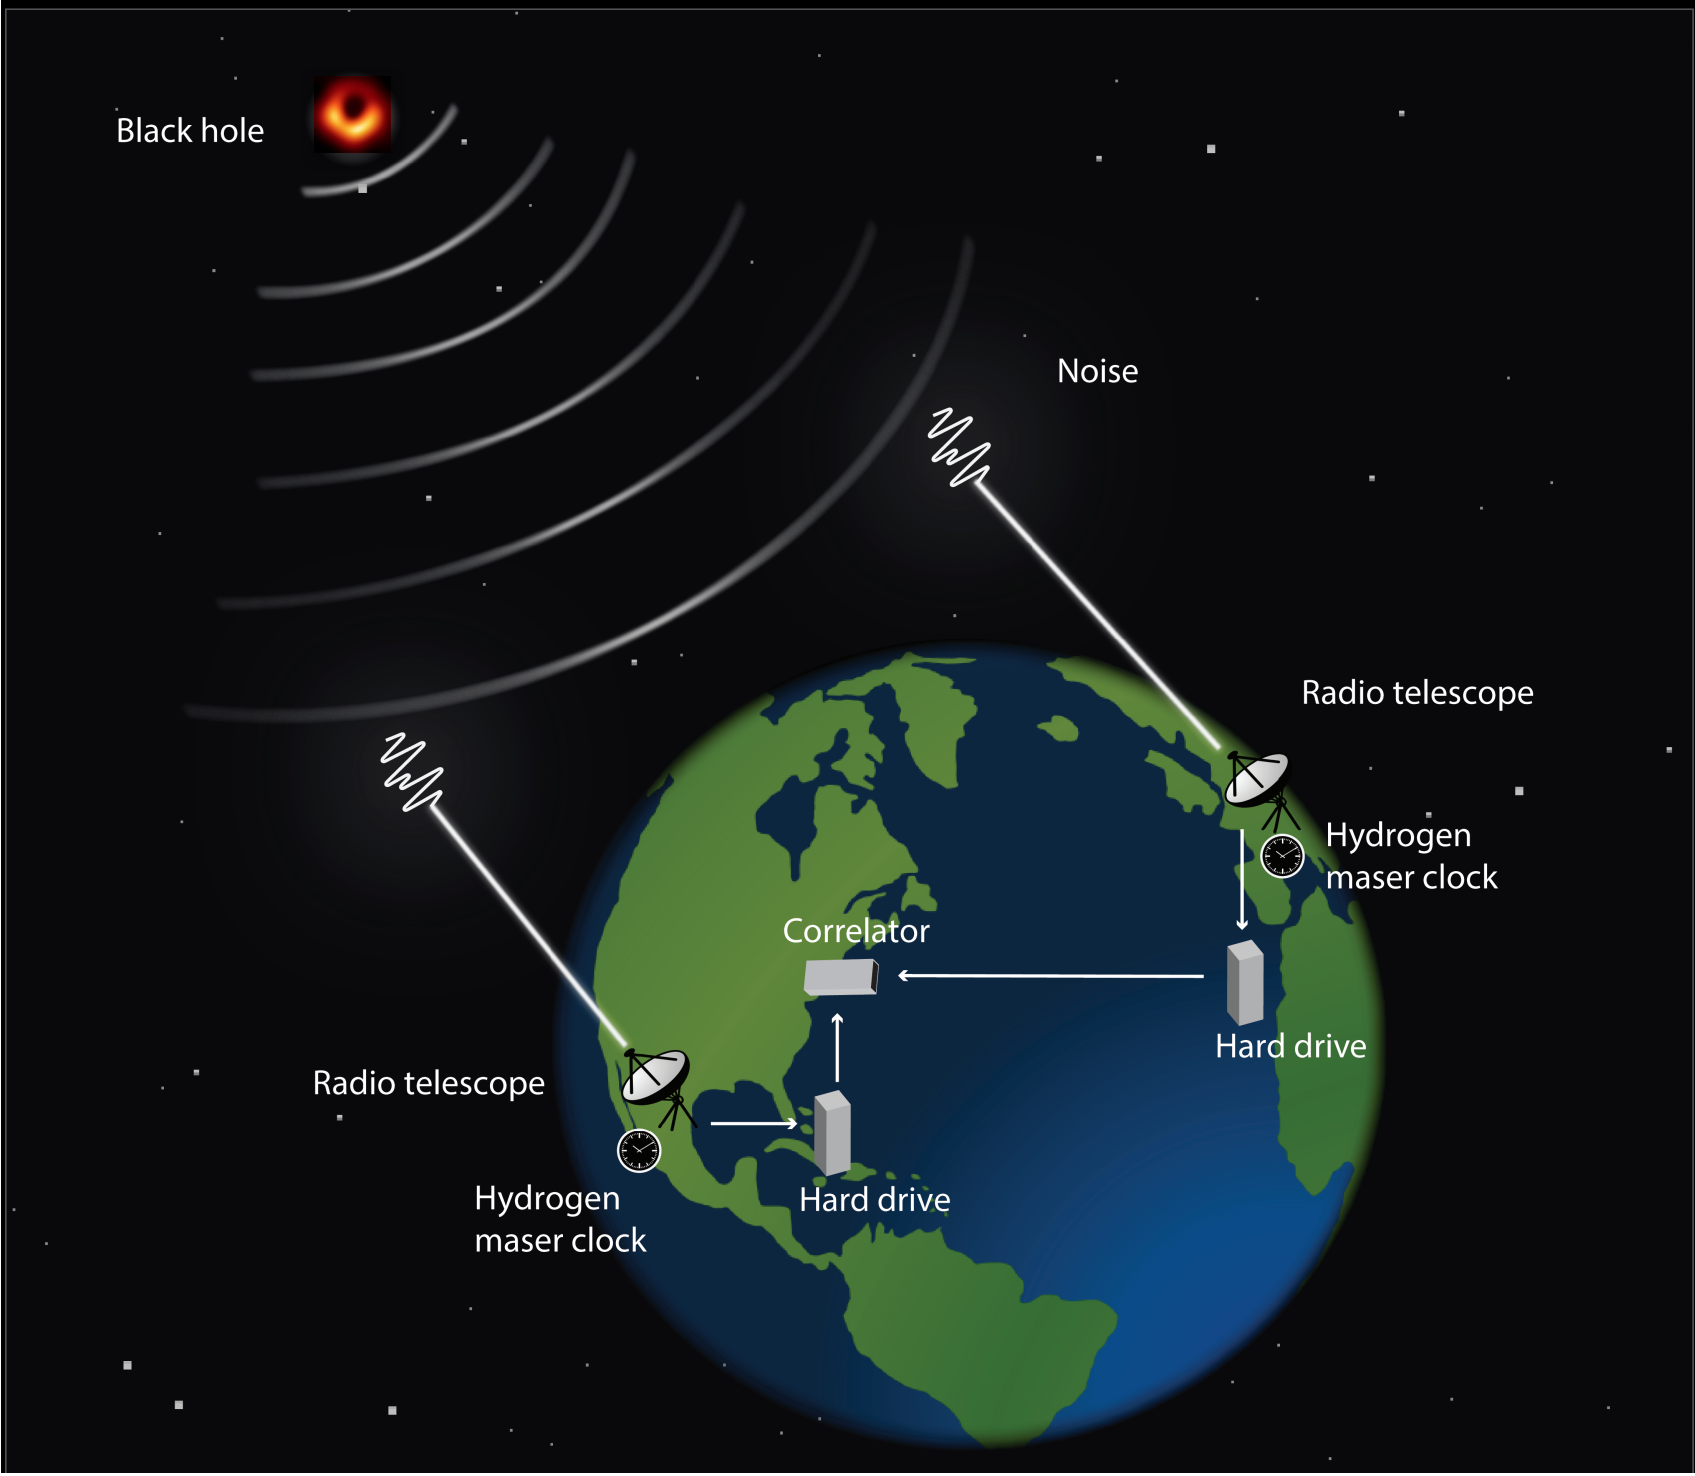 Black hole
Noise
Radio telescope
Hydrogen
maser clock
Correlator
Hard drive
Radio telescope
Hydrogen
maser clock
Hard drive